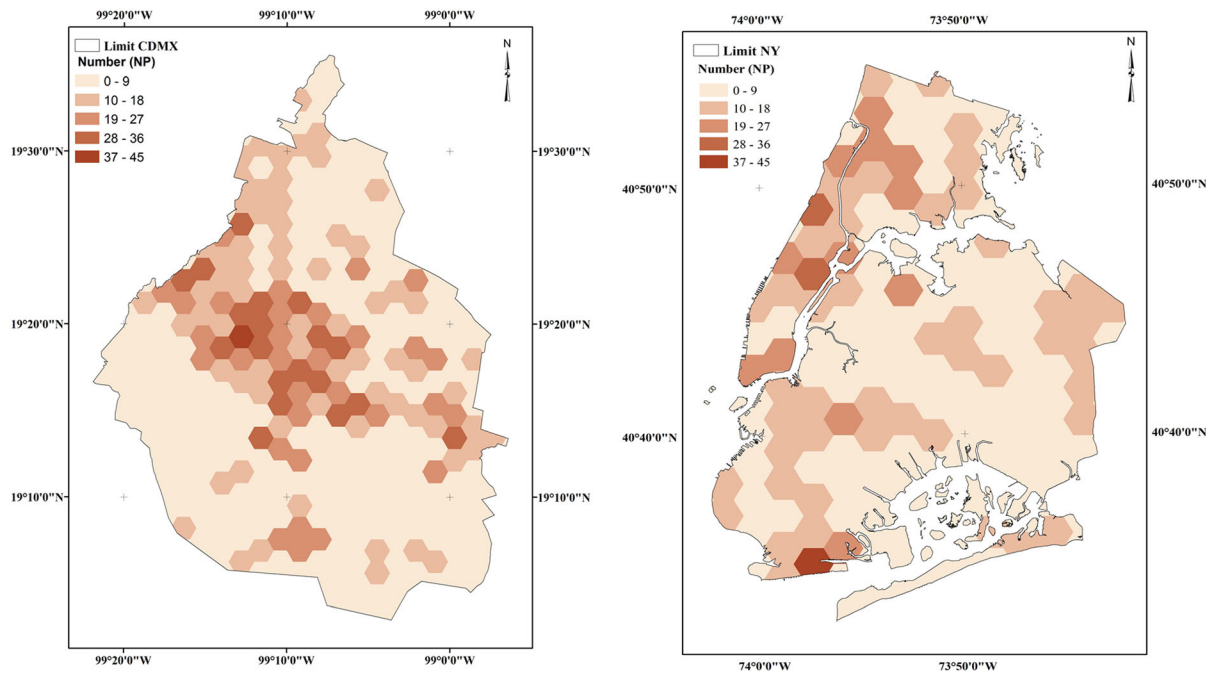 99°20'0"W 99°10'0"W 99°0'0"W
Limit CDMX
Number (NP)
0 - 9
10 - 18
19 - 27
28 - 36
37 - 45
N
19°30'0"N 19°30'0"N
19°20'0"N 19°20'0"N
19°10'0"N 19°10'0"N
99°20'0"W 99°10'0"W 99°0'0"W
74°0'0"W 73°50'0"W
Limit NY
Number (NP)
0 - 9
10 - 18
19 - 27
28 - 36
37 - 45
N
40°50'0"N 40°50'0"N
40°40'0"N 40°40'0"N
74°0'0"W 73°50'0"W